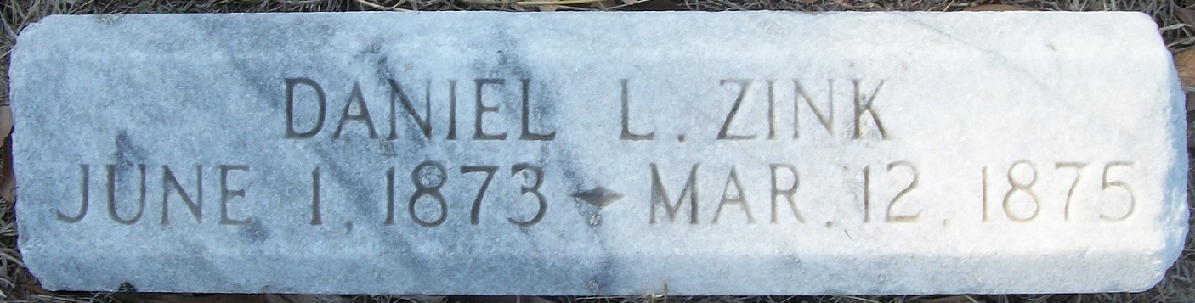 DANIEL L. ZINK
JUNE 1, 1873 ⬥ MAR. 12, 1875